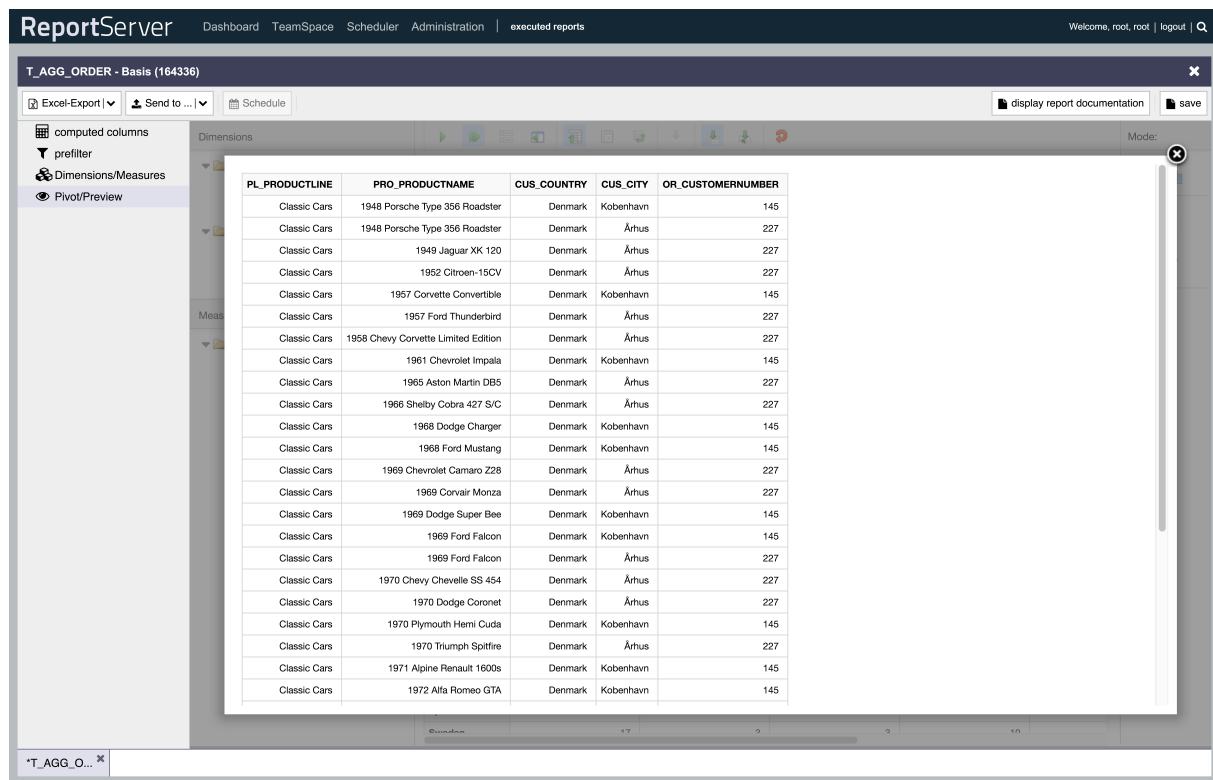 ReportServer Dashboard TeamSpace Scheduler Administration | executed reports Welcome, root, root | logout |
T_AGG_ORDER - Basis (164336)
Excel-Export Send to ... Schedule display report documentation save
computed columns
prefilter
Dimensions/Measures
Pivot/Preview
Dimensions Mode:
Meas
PL_PRODUCTLINE PRO_PRODUCTNAME CUS_COUNTRY CUS_CITY OR_CUSTOMERNUMBER
Classic Cars 1948 Porsche Type 356 Roadster Denmark Kobenhavn 145
Classic Cars 1948 Porsche Type 356 Roadster Denmark Århus 227
Classic Cars 1949 Jaguar XK 120 Denmark Århus 227
Classic Cars 1952 Citroen-15CV Denmark Århus 227
Classic Cars 1957 Corvette Convertible Denmark Kobenhavn 145
Classic Cars 1957 Ford Thunderbird Denmark Århus 227
Classic Cars 1958 Chevy Corvette Limited Edition Denmark Århus 227
Classic Cars 1961 Chevrolet Impala Denmark Kobenhavn 145
Classic Cars 1965 Aston Martin DB5 Denmark Århus 227
Classic Cars 1966 Shelby Cobra 427 S/C Denmark Århus 227
Classic Cars 1968 Dodge Charger Denmark Kobenhavn 145
Classic Cars 1968 Ford Mustang Denmark Kobenhavn 145
Classic Cars 1969 Chevrolet Camaro Z28 Denmark Århus 227
Classic Cars 1969 Corvair Monza Denmark Århus 227
Classic Cars 1969 Dodge Super Bee Denmark Kobenhavn 145
Classic Cars 1969 Ford Falcon Denmark Kobenhavn 145
Classic Cars 1969 Ford Falcon Denmark Århus 227
Classic Cars 1970 Chevy Chevelle SS 454 Denmark Århus 227
Classic Cars 1970 Dodge Coronet Denmark Århus 227
Classic Cars 1970 Plymouth Hemi Cuda Denmark Kobenhavn 145
Classic Cars 1970 Triumph Spitfire Denmark Århus 227
Classic Cars 1971 Alpine Renault 1600s Denmark Kobenhavn 145
Classic Cars 1972 Alfa Romeo GTA Denmark Kobenhavn 145
Sweden 17
*T_AGG_O...